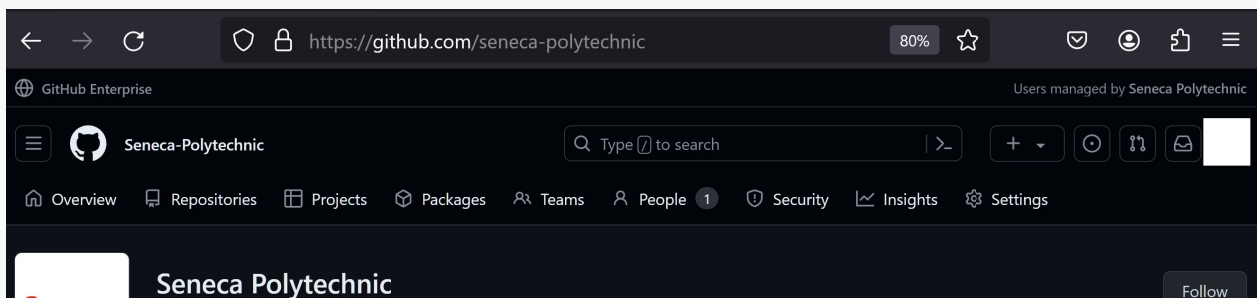 https://github.com/seneca-polytechnic 80%
GitHub Enterprise Users managed by Seneca Polytechnic
Seneca-Polytechnic Type / to search
Overview Repositories Projects Packages Teams People 1 Security Insights Settings
Seneca Polytechnic
Follow